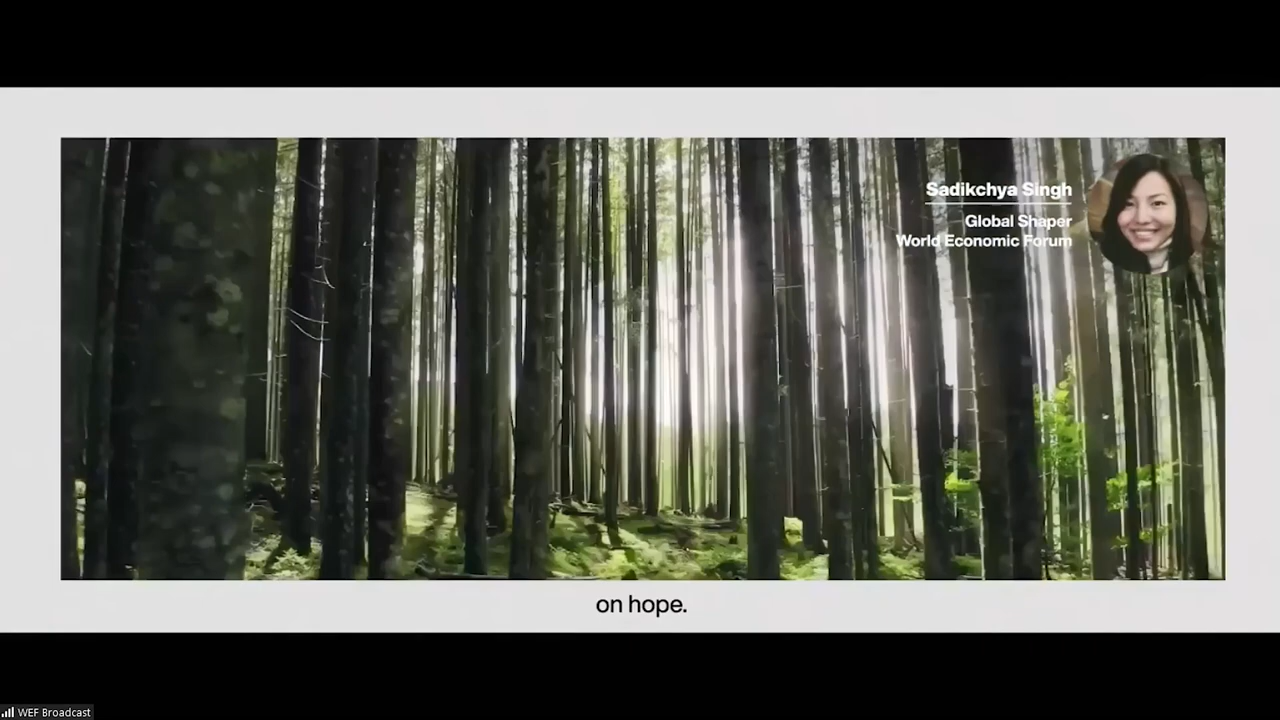 Sadikchya Singh
Global Shaper
World Economic Forum
on hope.
WEF Broadcast